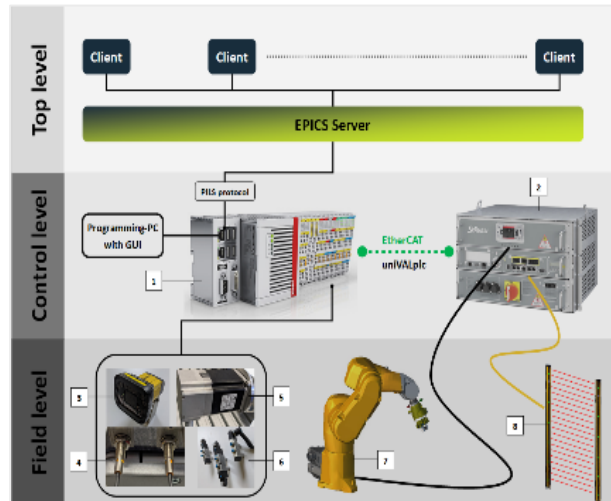 Top level
Client
Client
Client
EPICS Server
Control level
PILS protocol
Programming-PC
with GUI
1
EtherCAT
uniVALplc
2
Field level
3
4
5
6
7
8